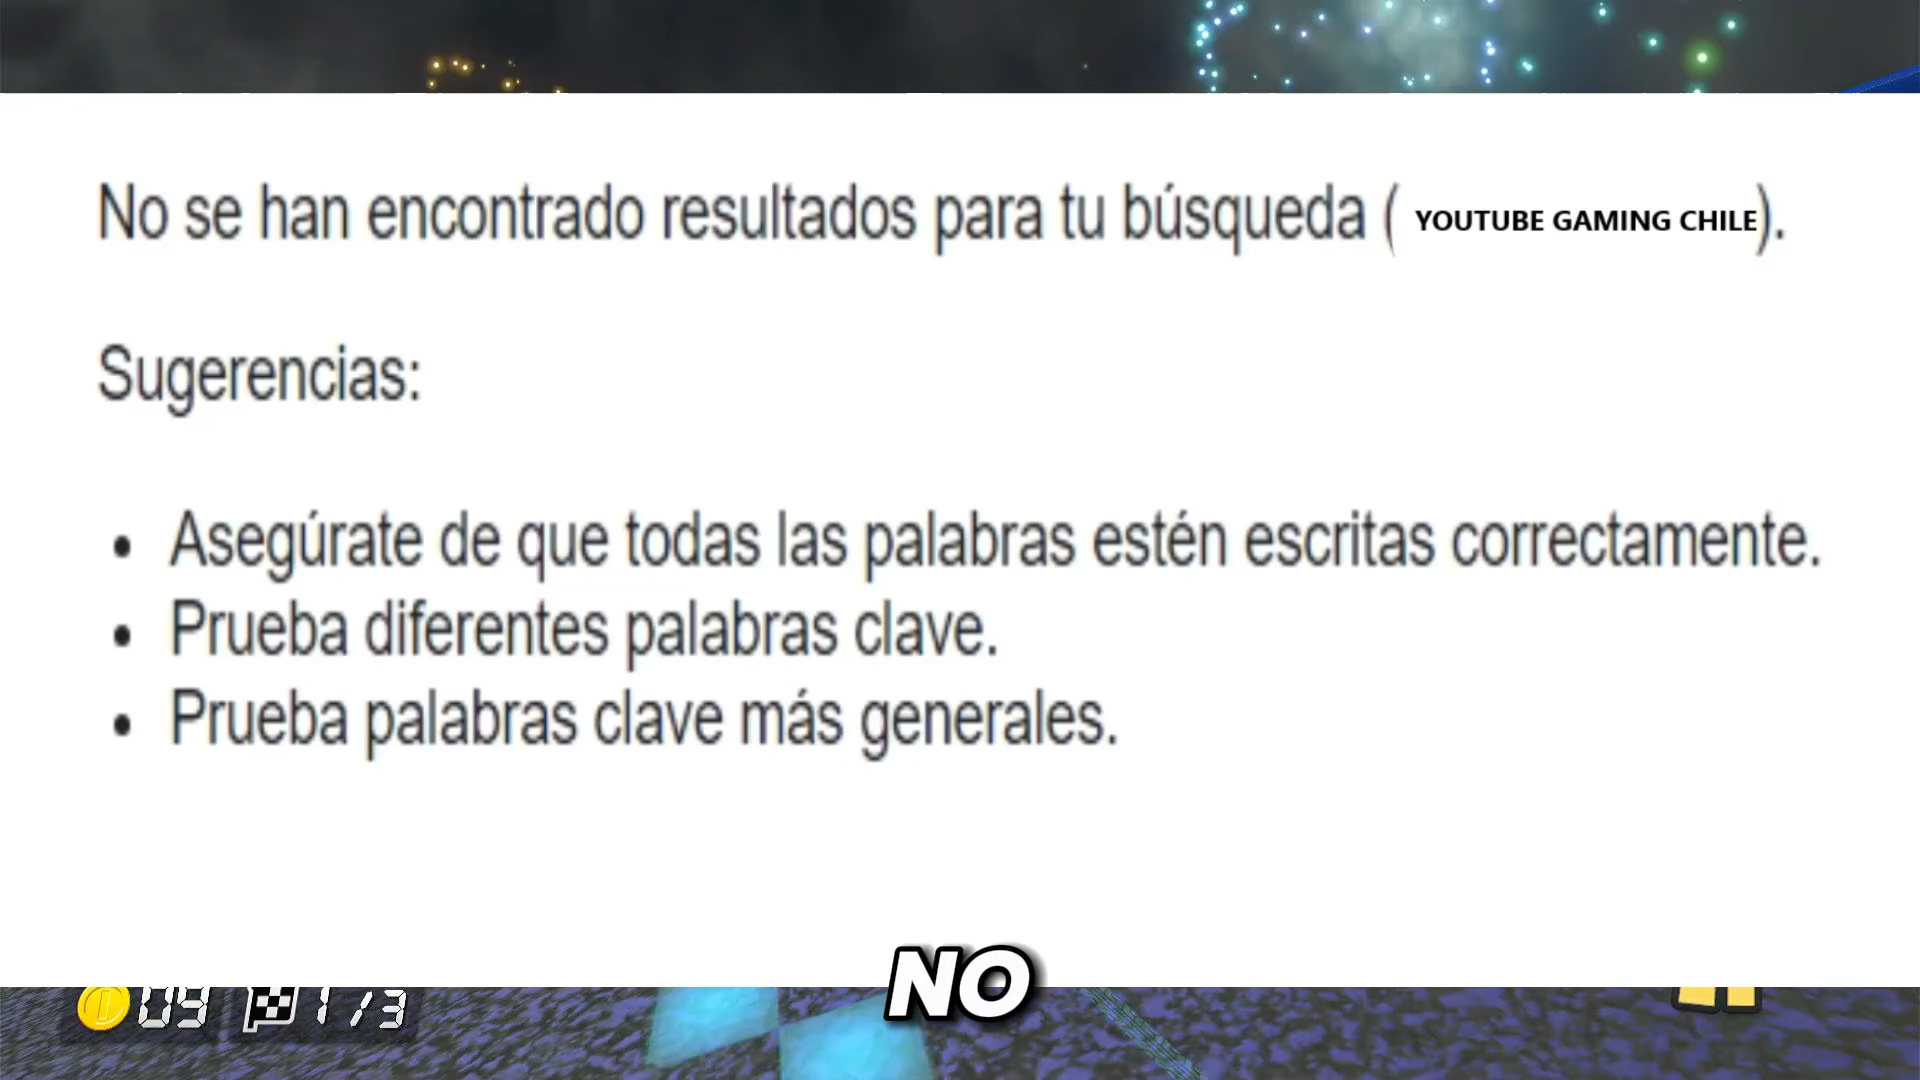 No se han encontrado resultados para tu búsqueda ( YOUTUBE GAMING CHILE).
Sugerencias:
• Asegúrate de que todas las palabras estén escritas correctamente.
• Prueba diferentes palabras clave.
• Prueba palabras clave más generales.
NO
09 1/3